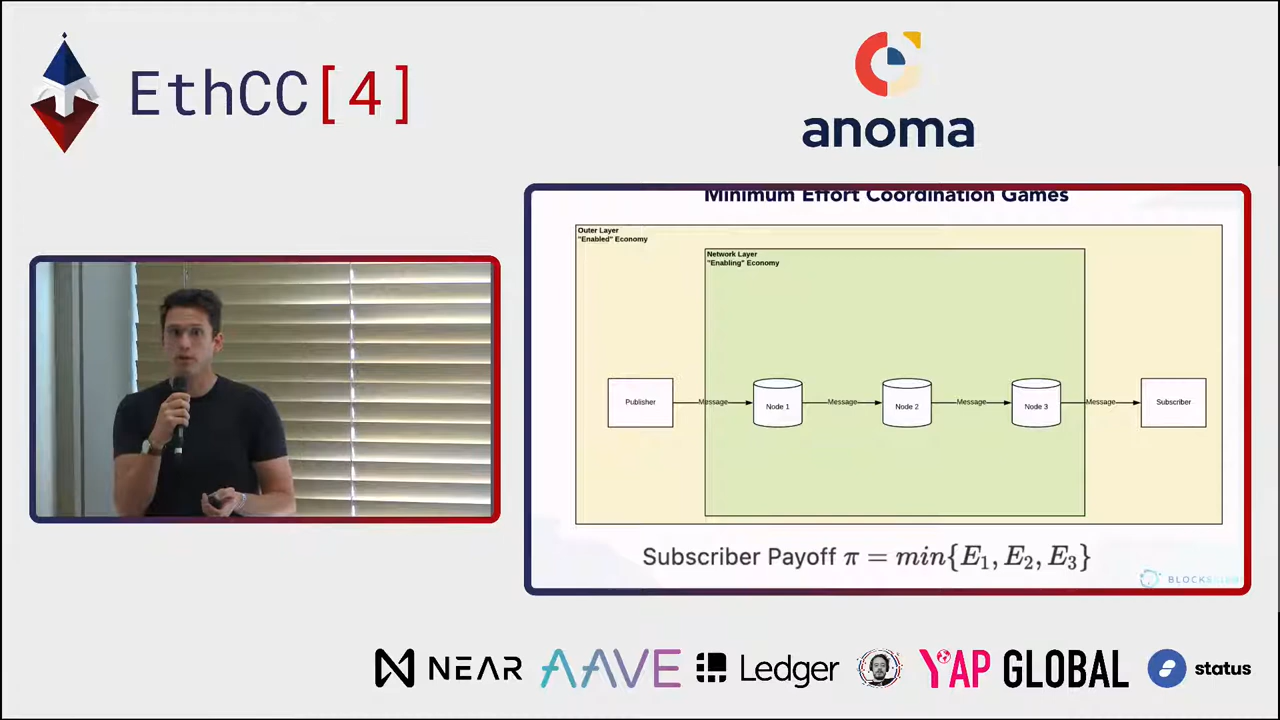 EthCC[4]
anoma
Minimum Effort Coordination Games
Outer Layer
"Enabled" Economy
Network Layer
"Enabling" Economy
Publisher
Message
Node 1
Message
Node 2
Message
Node 3
Message
Subscriber
Subscriber Payoff π = min{E₁, E₂, E₃}
NEAR
AAVE
Ledger
YAP GLOBAL
status